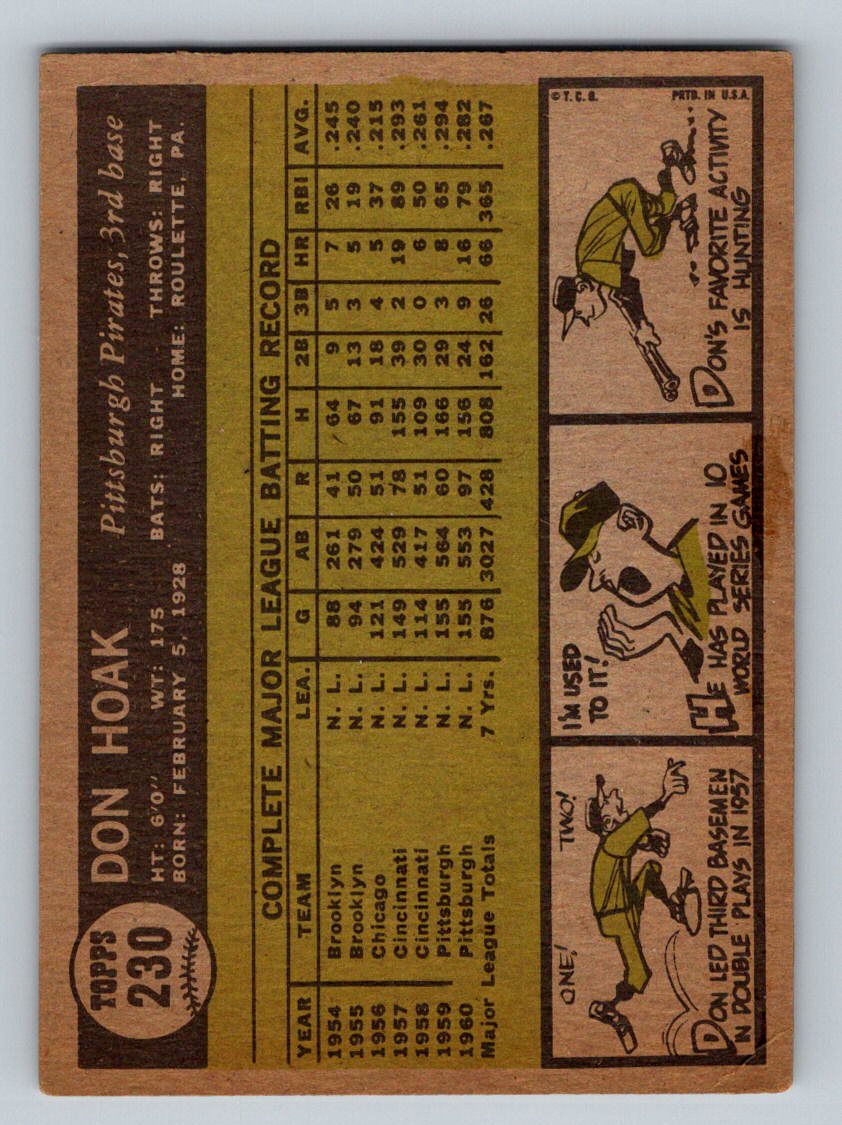 TOPPS
230
DON HOAK Pittsburgh Pirates, 3rd base
HT: 6'0" WT: 175 BATS: RIGHT THROWS: RIGHT
BORN: FEBRUARY 5, 1928 HOME: ROULETTE, PA.
COMPLETE MAJOR LEAGUE BATTING RECORD
YEAR TEAM LEA. G AB R H 2B 3B HR RBI AVG.
1954 Brooklyn N. L. 88 261 41 64 9 5 7 26 .245
1955 Brooklyn N. L. 94 279 50 67 13 3 5 19 .240
1956 Chicago N. L. 121 424 51 91 18 4 5 37 .215
1957 Cincinnati N. L. 149 529 78 155 39 2 19 89 .293
1958 Cincinnati N. L. 114 417 51 109 30 0 6 50 .261
1959 Pittsburgh N. L. 155 564 60 166 29 3 8 65 .294
1960 Pittsburgh N. L. 155 553 97 156 24 9 16 79 .282
Major League Totals 7 Yrs. 876 3027 428 808 162 26 66 365 .267
ONE! TWO!
DON LED THIRD BASEMEN
IN DOUBLE PLAYS IN 1957
I'M USED
TO IT!
HE HAS PLAYED IN 10
WORLD SERIES GAMES
© T. C. G. PRTD. IN U.S.A.
DON'S FAVORITE ACTIVITY
IS HUNTING